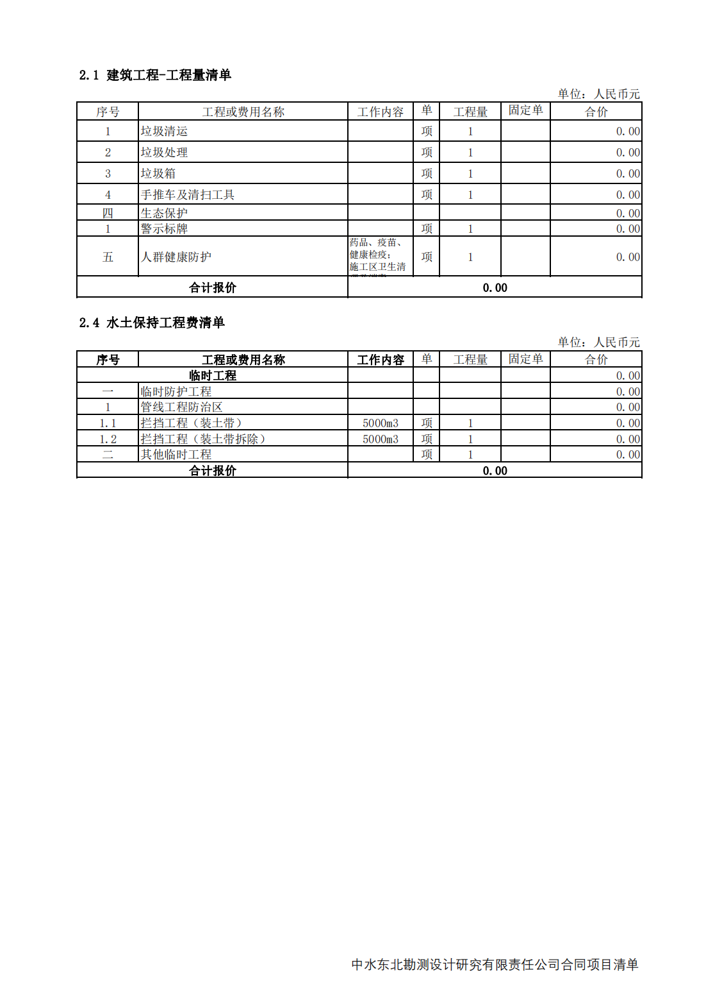 2.1 建筑工程-工程量清单
单位：人民币元
序号 工程或费用名称 工作内容 单 工程量 固定单 合价
1 垃圾清运 项 1 0.00
2 垃圾处理 项 1 0.00
3 垃圾箱 项 1 0.00
4 手推车及清扫工具 项 1 0.00
四 生态保护 0.00
1 警示标牌 项 1 0.00
五 人群健康防护 药品、疫苗、 项 1 0.00
健康检疫；
施工区卫生清
合计报价 0.00
2.4 水土保持工程费清单
单位：人民币元
序号 工程或费用名称 工作内容 单 工程量 固定单 合价
临时工程 0.00
一 临时防护工程 0.00
1 管线工程防治区 0.00
1.1 拦挡工程（装土带） 5000m3 项 1 0.00
1.2 拦挡工程（装土带拆除） 5000m3 项 1 0.00
二 其他临时工程 项 1 0.00
合计报价 0.00
中水东北勘测设计研究有限责任公司合同项目清单